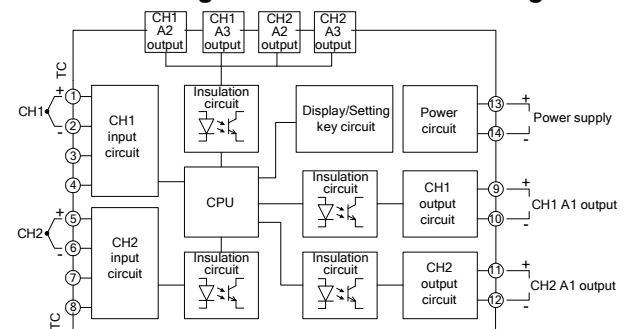 CH1
A2
output
CH1
A3
output
CH2
A2
output
CH2
A3
output
TC
+
1
CH1
-
2
3
4
CH1
input
circuit
Insulation
circuit
Display/Setting
key circuit
Power
circuit
13
+
Power supply
14
-
CPU
Insulation
circuit
CH1
output
circuit
9
+
CH1 A1 output
10
-
+
5
CH2
-
6
7
8
TC
CH2
input
circuit
Insulation
circuit
Insulation
circuit
CH2
output
circuit
11
+
CH2 A1 output
12
-